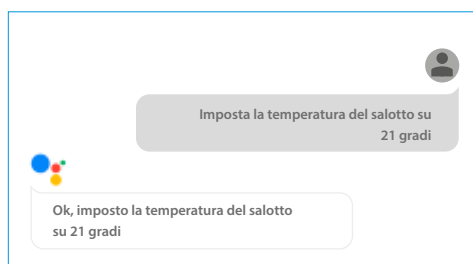 Imposta la temperatura del salotto su
21 gradi
Ok, imposto la temperatura del salotto
su 21 gradi